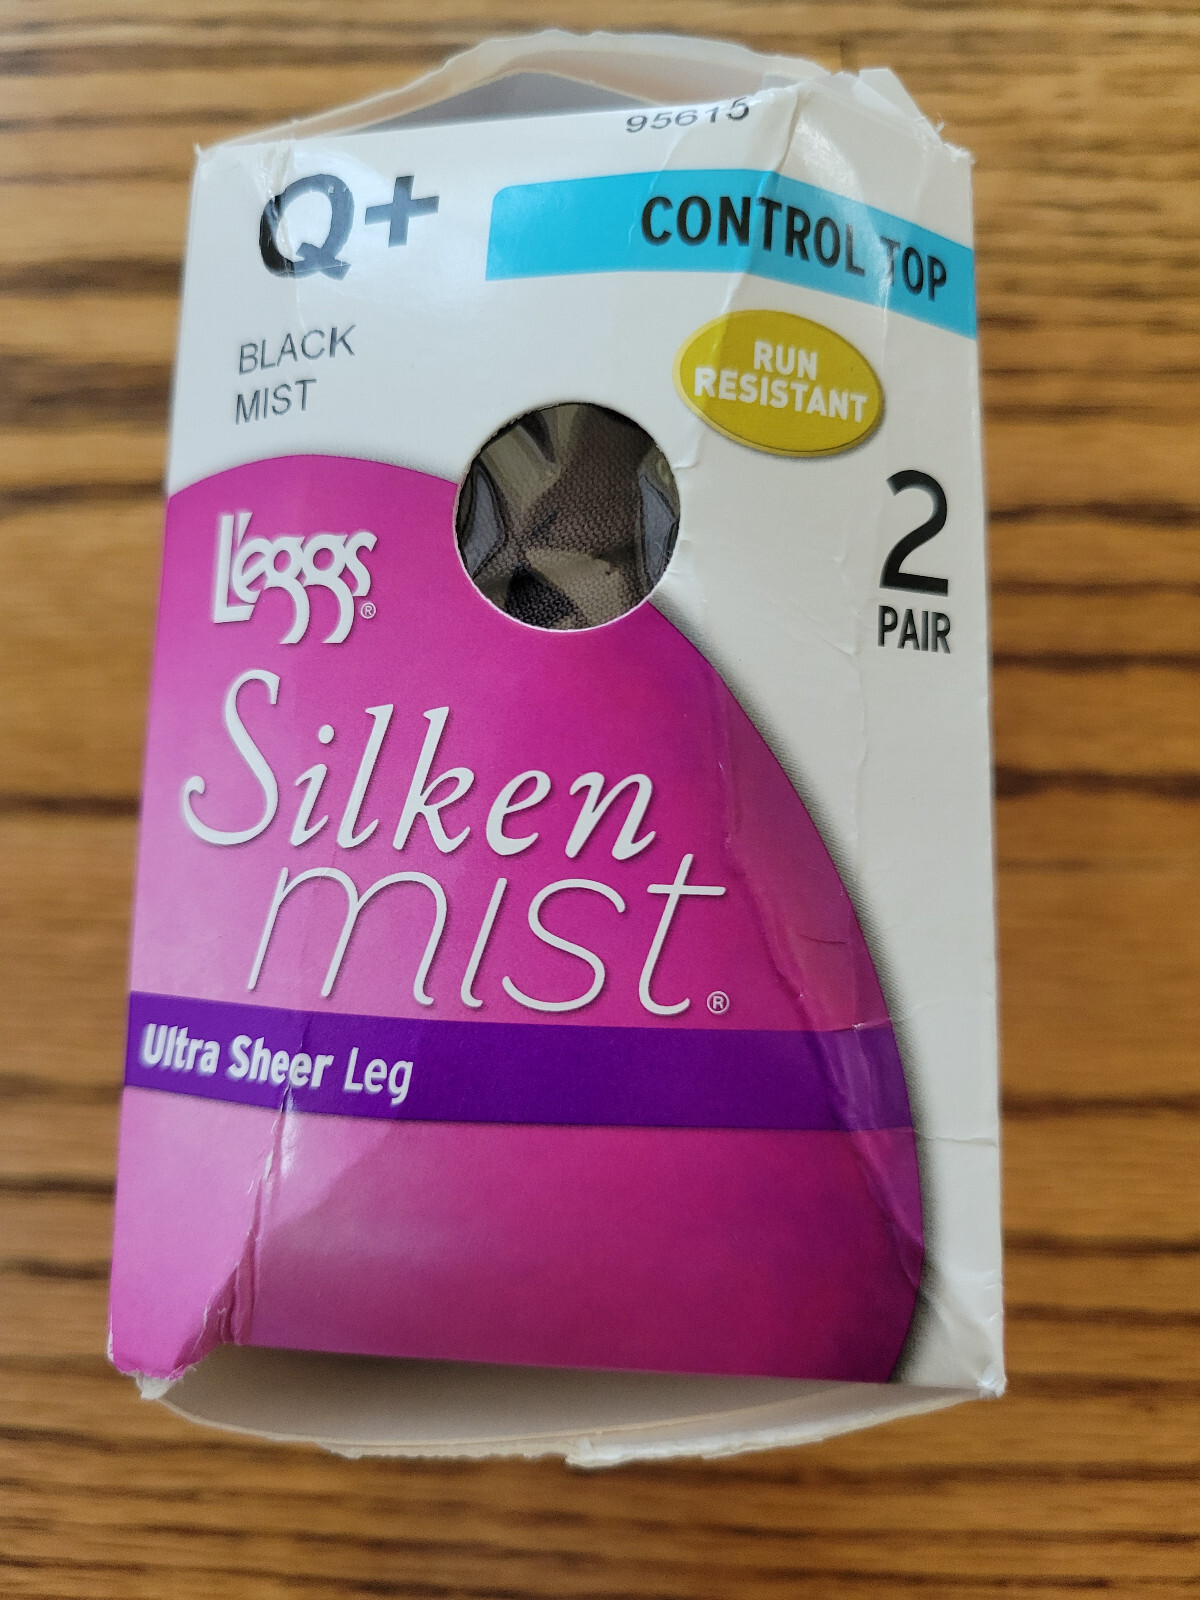 95615
Q+
CONTROL TOP
BLACK
MIST
RUN
RESISTANT
2
PAIR
L'eggs®
Silken
mist®
Ultra Sheer Leg